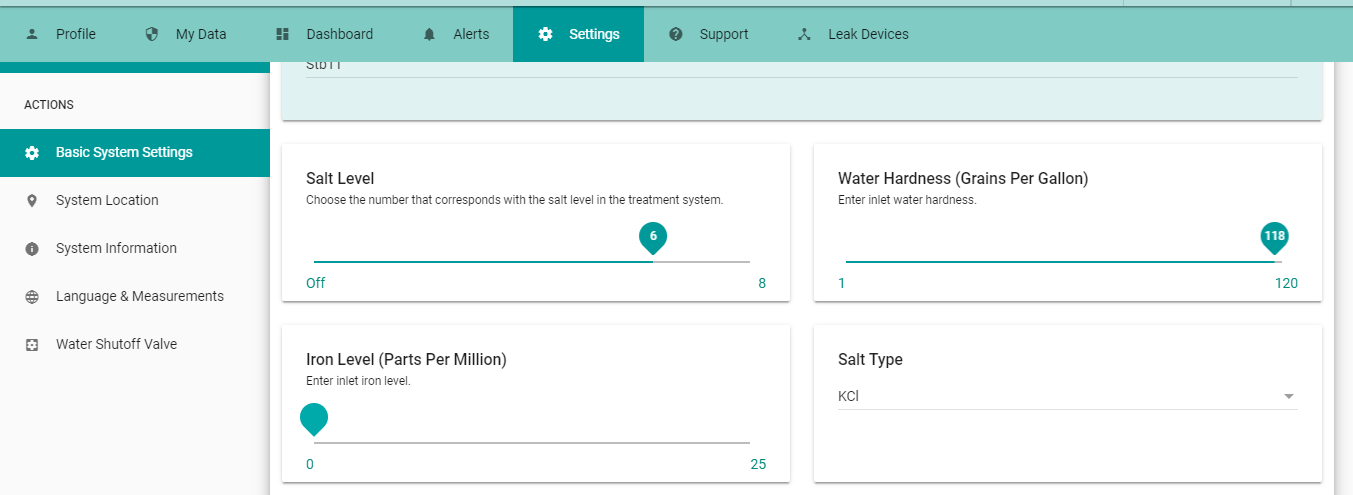 Profile
My Data
Dashboard
Alerts
Settings
Support
Leak Devices
ACTIONS
Basic System Settings
System Location
System Information
Language & Measurements
Water Shutoff Valve
Salt Level
Choose the number that corresponds with the salt level in the treatment system.
6
Off
8
Water Hardness (Grains Per Gallon)
Enter inlet water hardness.
118
1
120
Iron Level (Parts Per Million)
Enter inlet iron level.
0
25
Salt Type
KCl